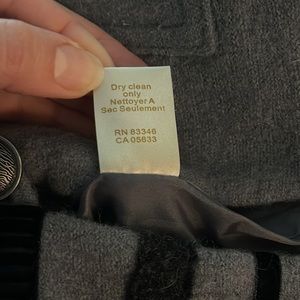 Dry clean
only
Nettoyer A
Sec Seulement
RN 83346
CA 05633